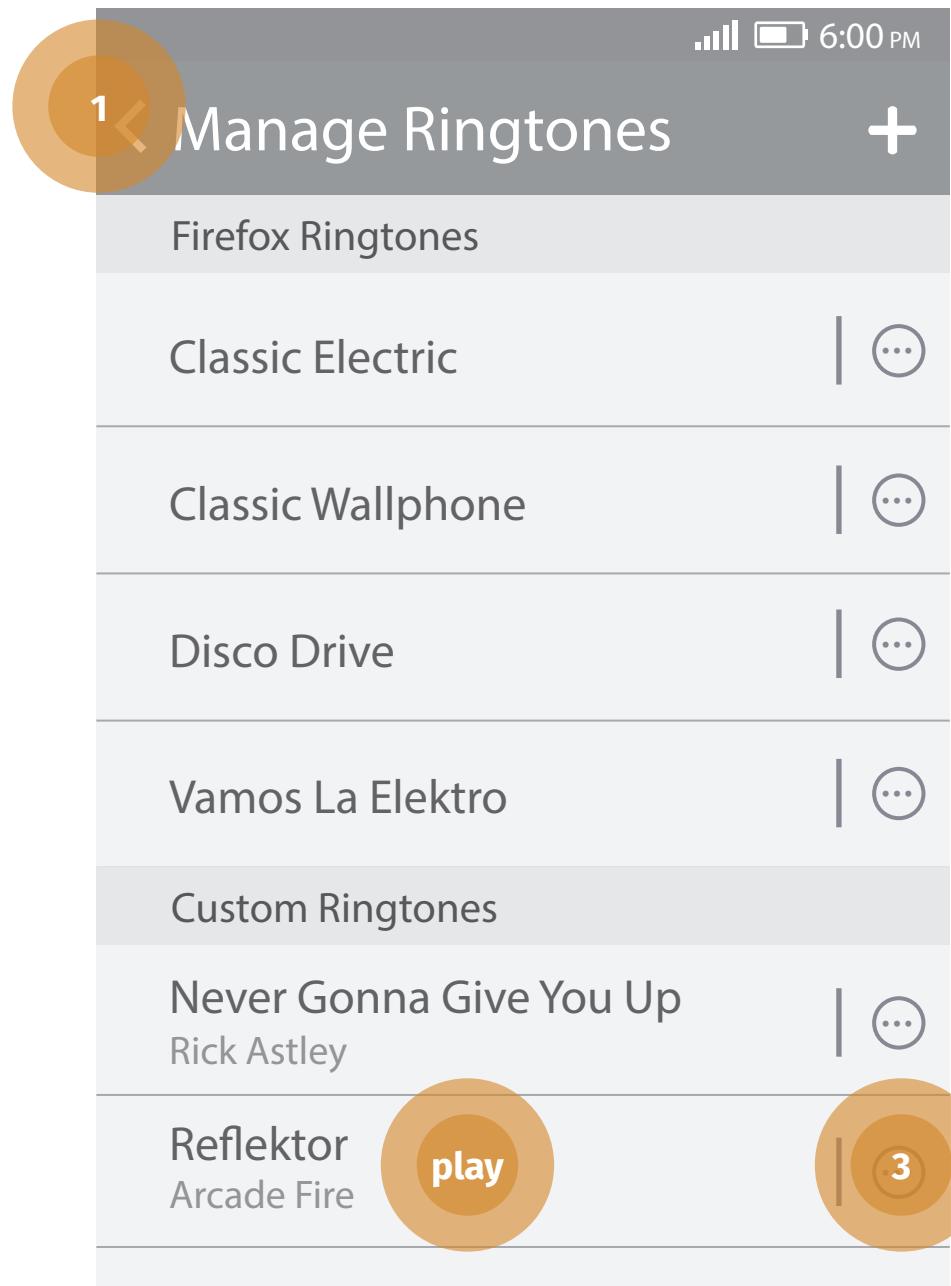 6:00 PM
1
Manage Ringtones
Firefox Ringtones
Classic Electric
Classic Wallphone
Disco Drive
Vamos La Elektro
Custom Ringtones
Never Gonna Give You Up
Rick Astley
Reflektor
play
3
Arcade Fire